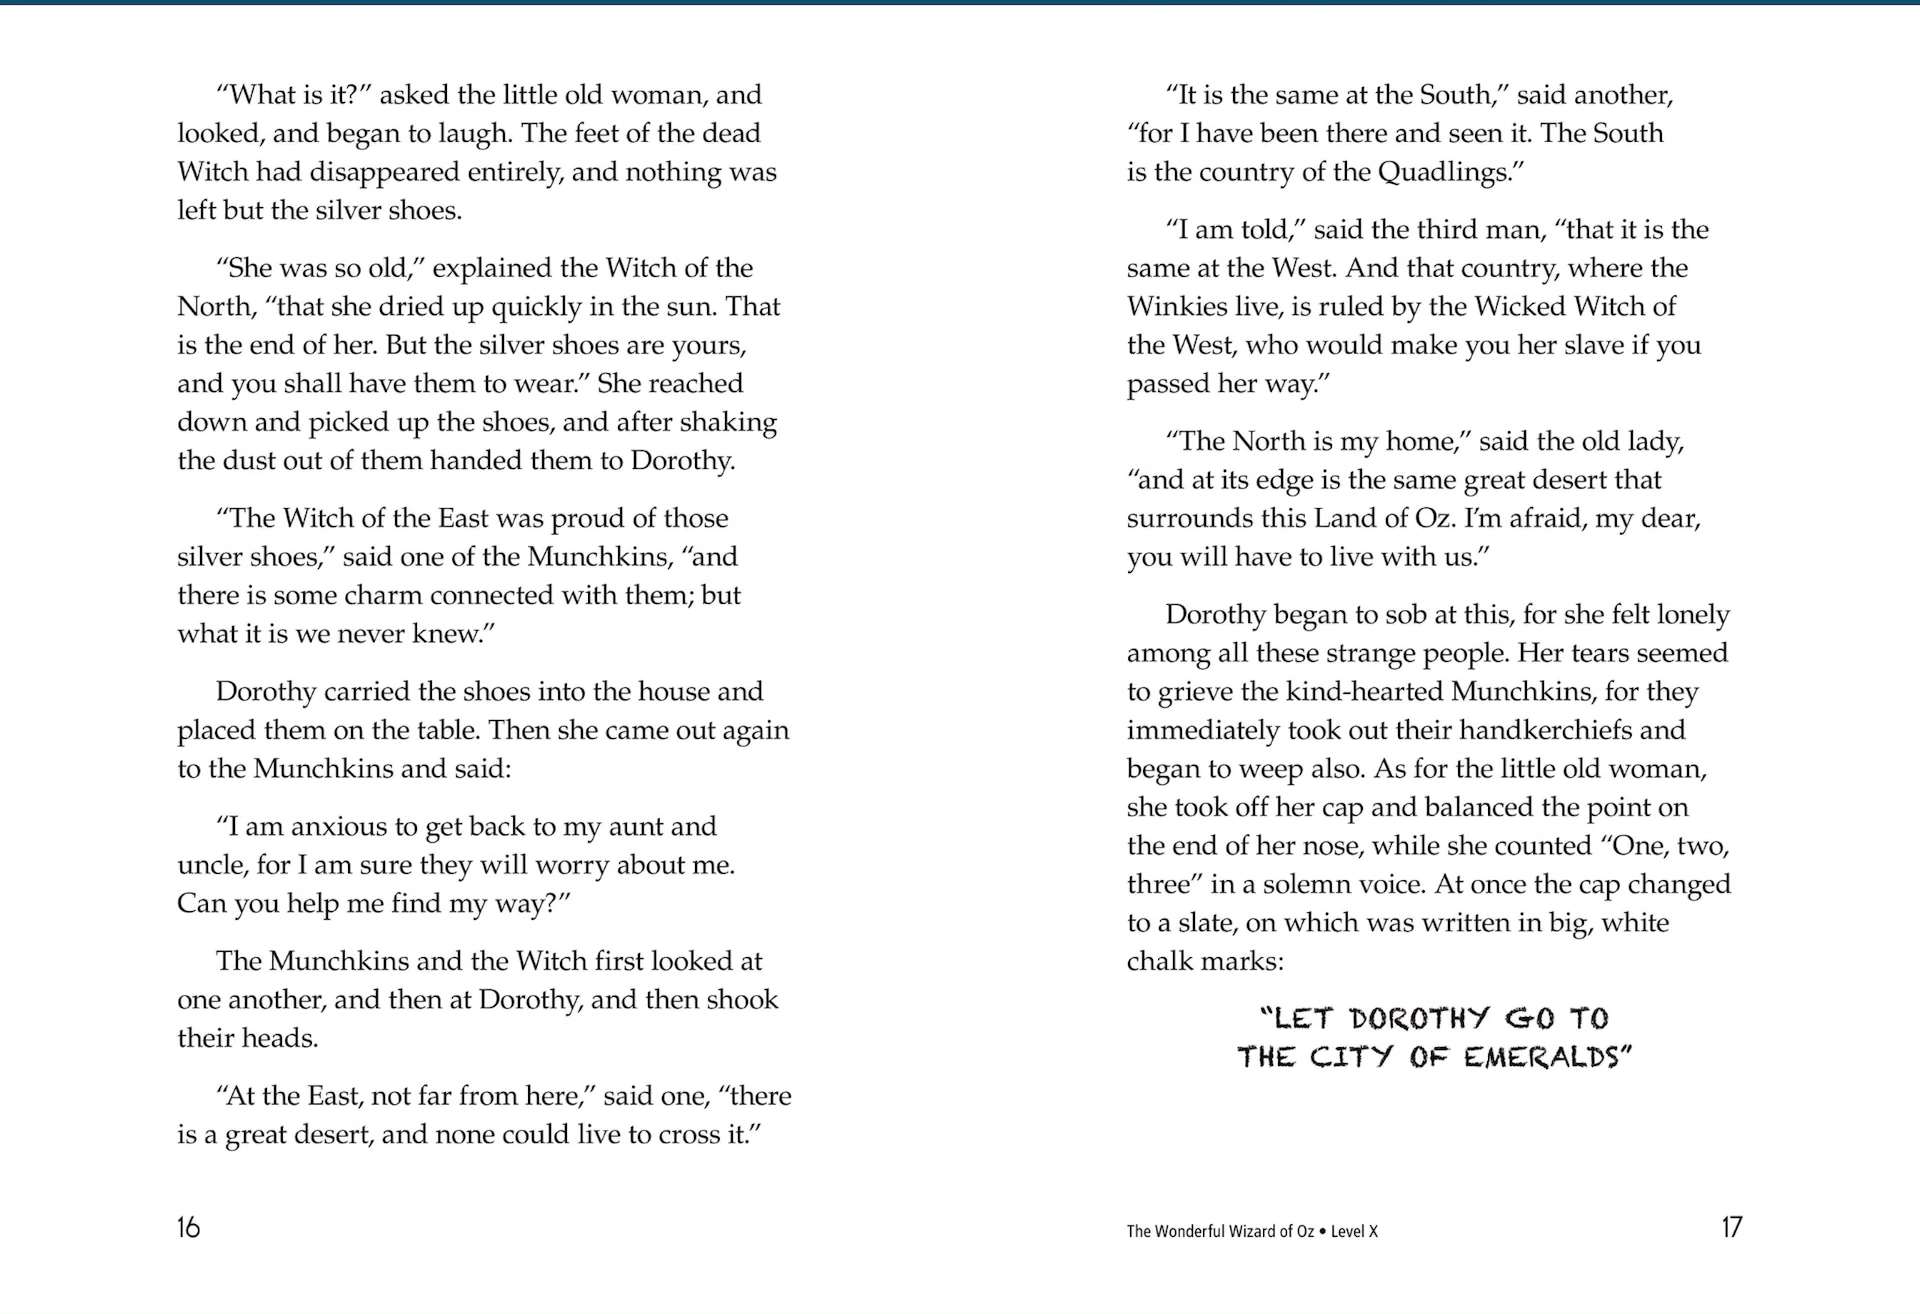 “What is it?” asked the little old woman, and
looked, and began to laugh. The feet of the dead
Witch had disappeared entirely, and nothing was
left but the silver shoes.
“She was so old,” explained the Witch of the
North, “that she dried up quickly in the sun. That
is the end of her. But the silver shoes are yours,
and you shall have them to wear.” She reached
down and picked up the shoes, and after shaking
the dust out of them handed them to Dorothy.
“The Witch of the East was proud of those
silver shoes,” said one of the Munchkins, “and
there is some charm connected with them; but
what it is we never knew.”
Dorothy carried the shoes into the house and
placed them on the table. Then she came out again
to the Munchkins and said:
“I am anxious to get back to my aunt and
uncle, for I am sure they will worry about me.
Can you help me find my way?”
The Munchkins and the Witch first looked at
one another, and then at Dorothy, and then shook
their heads.
“At the East, not far from here,” said one, “there
is a great desert, and none could live to cross it.”
16
“It is the same at the South,” said another,
“for I have been there and seen it. The South
is the country of the Quadlings.”
“I am told,” said the third man, “that it is the
same at the West. And that country, where the
Winkies live, is ruled by the Wicked Witch of
the West, who would make you her slave if you
passed her way.”
“The North is my home,” said the old lady,
“and at its edge is the same great desert that
surrounds this Land of Oz. I’m afraid, my dear,
you will have to live with us.”
Dorothy began to sob at this, for she felt lonely
among all these strange people. Her tears seemed
to grieve the kind-hearted Munchkins, for they
immediately took out their handkerchiefs and
began to weep also. As for the little old woman,
she took off her cap and balanced the point on
the end of her nose, while she counted “One, two,
three” in a solemn voice. At once the cap changed
to a slate, on which was written in big, white
chalk marks:
“LET DOROTHY GO TO
THE CITY OF EMERALDS”
The Wonderful Wizard of Oz • Level X
17